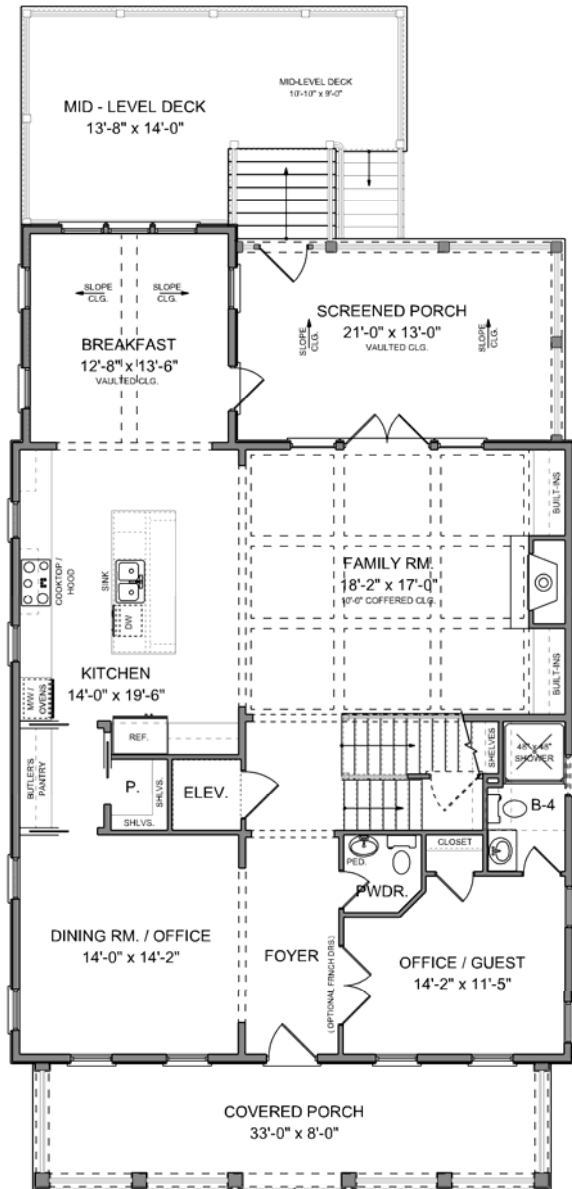 MID-LEVEL DECK
10'-10" x 9'-0"
MID - LEVEL DECK
13'-8" x 14'-0"
SLOPE
CLG.
SLOPE
CLG.
BREAKFAST
12'-8" x 13'-6"
VAULTED CLG.
SCREENED PORCH
21'-0" x 13'-0"
VAULTED CLG.
SLOPE
CLG.
SLOPE
CLG.
BUILT-INS
COOKTOP /
HOOD
SINK
DW
FAMILY RM.
18'-2" x 17'-0"
10'-0" COFFERED CLG.
BUILT-INS
KITCHEN
14'-0" x 19'-6"
M/W /
OVENS
REF.
BUTLER'S
PANTRY
P.
SHLVS.
SHLVS.
ELEV.
SHELVES
48" x 48"
SHOWER
B-4
CLOSET
PED.
PWDR.
DINING RM. / OFFICE
14'-0" x 14'-2"
FOYER
( OPTIONAL FRNCH DRS.)
OFFICE / GUEST
14'-2" x 11'-5"
COVERED PORCH
33'-0" x 8'-0"